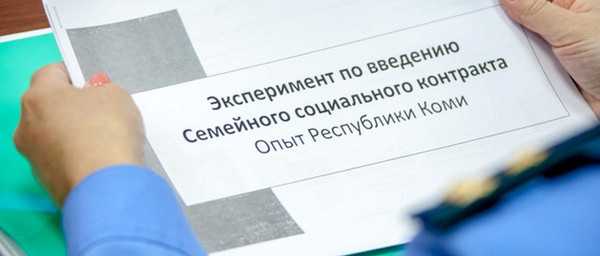 Эксперимент по введению
Семейного социального контракта
Опыт Республики Коми